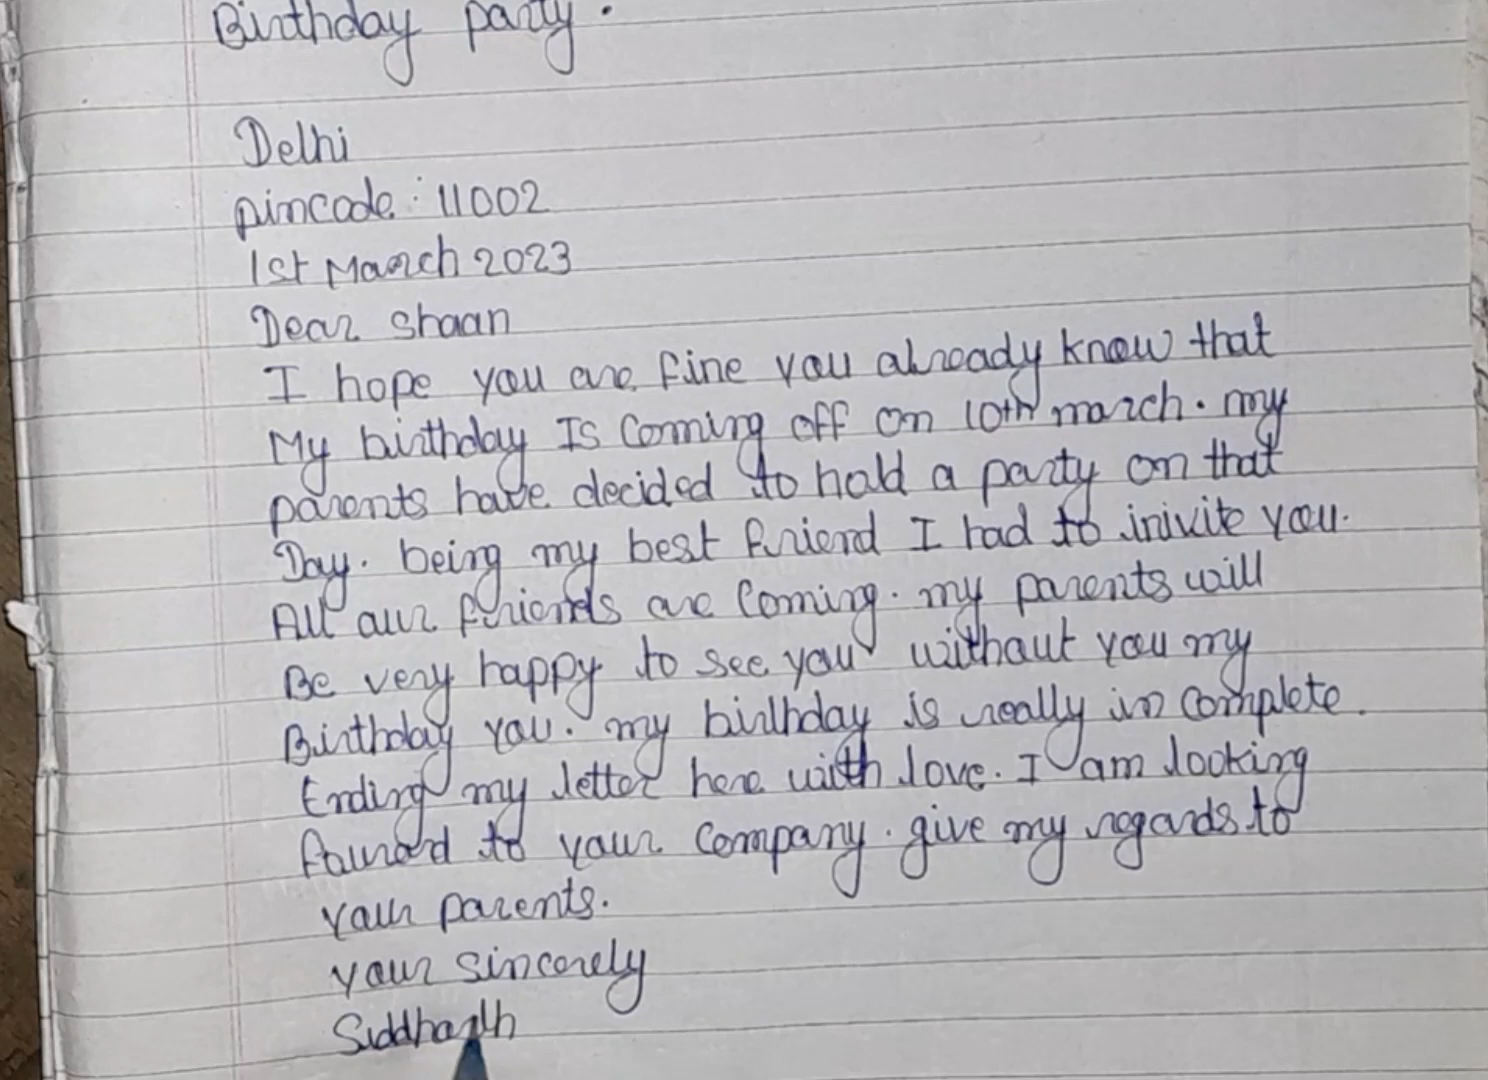 Birthday party.
Delhi
pincode: 11002
1st March 2023
Dear shaan
I hope you are fine you already know that
My birthday Is Coming off on 10th march. my
parents have decided to hold a party on that
Day. being my best friend I had to inivite you.
All our friends are Coming. my parents will
Be very happy to see you without you my
Birthday you. my birthday is really in complete.
Ending my letter here with love. I am looking
to your Company. give my regards to
your parents.
your sincerely
Siddharth